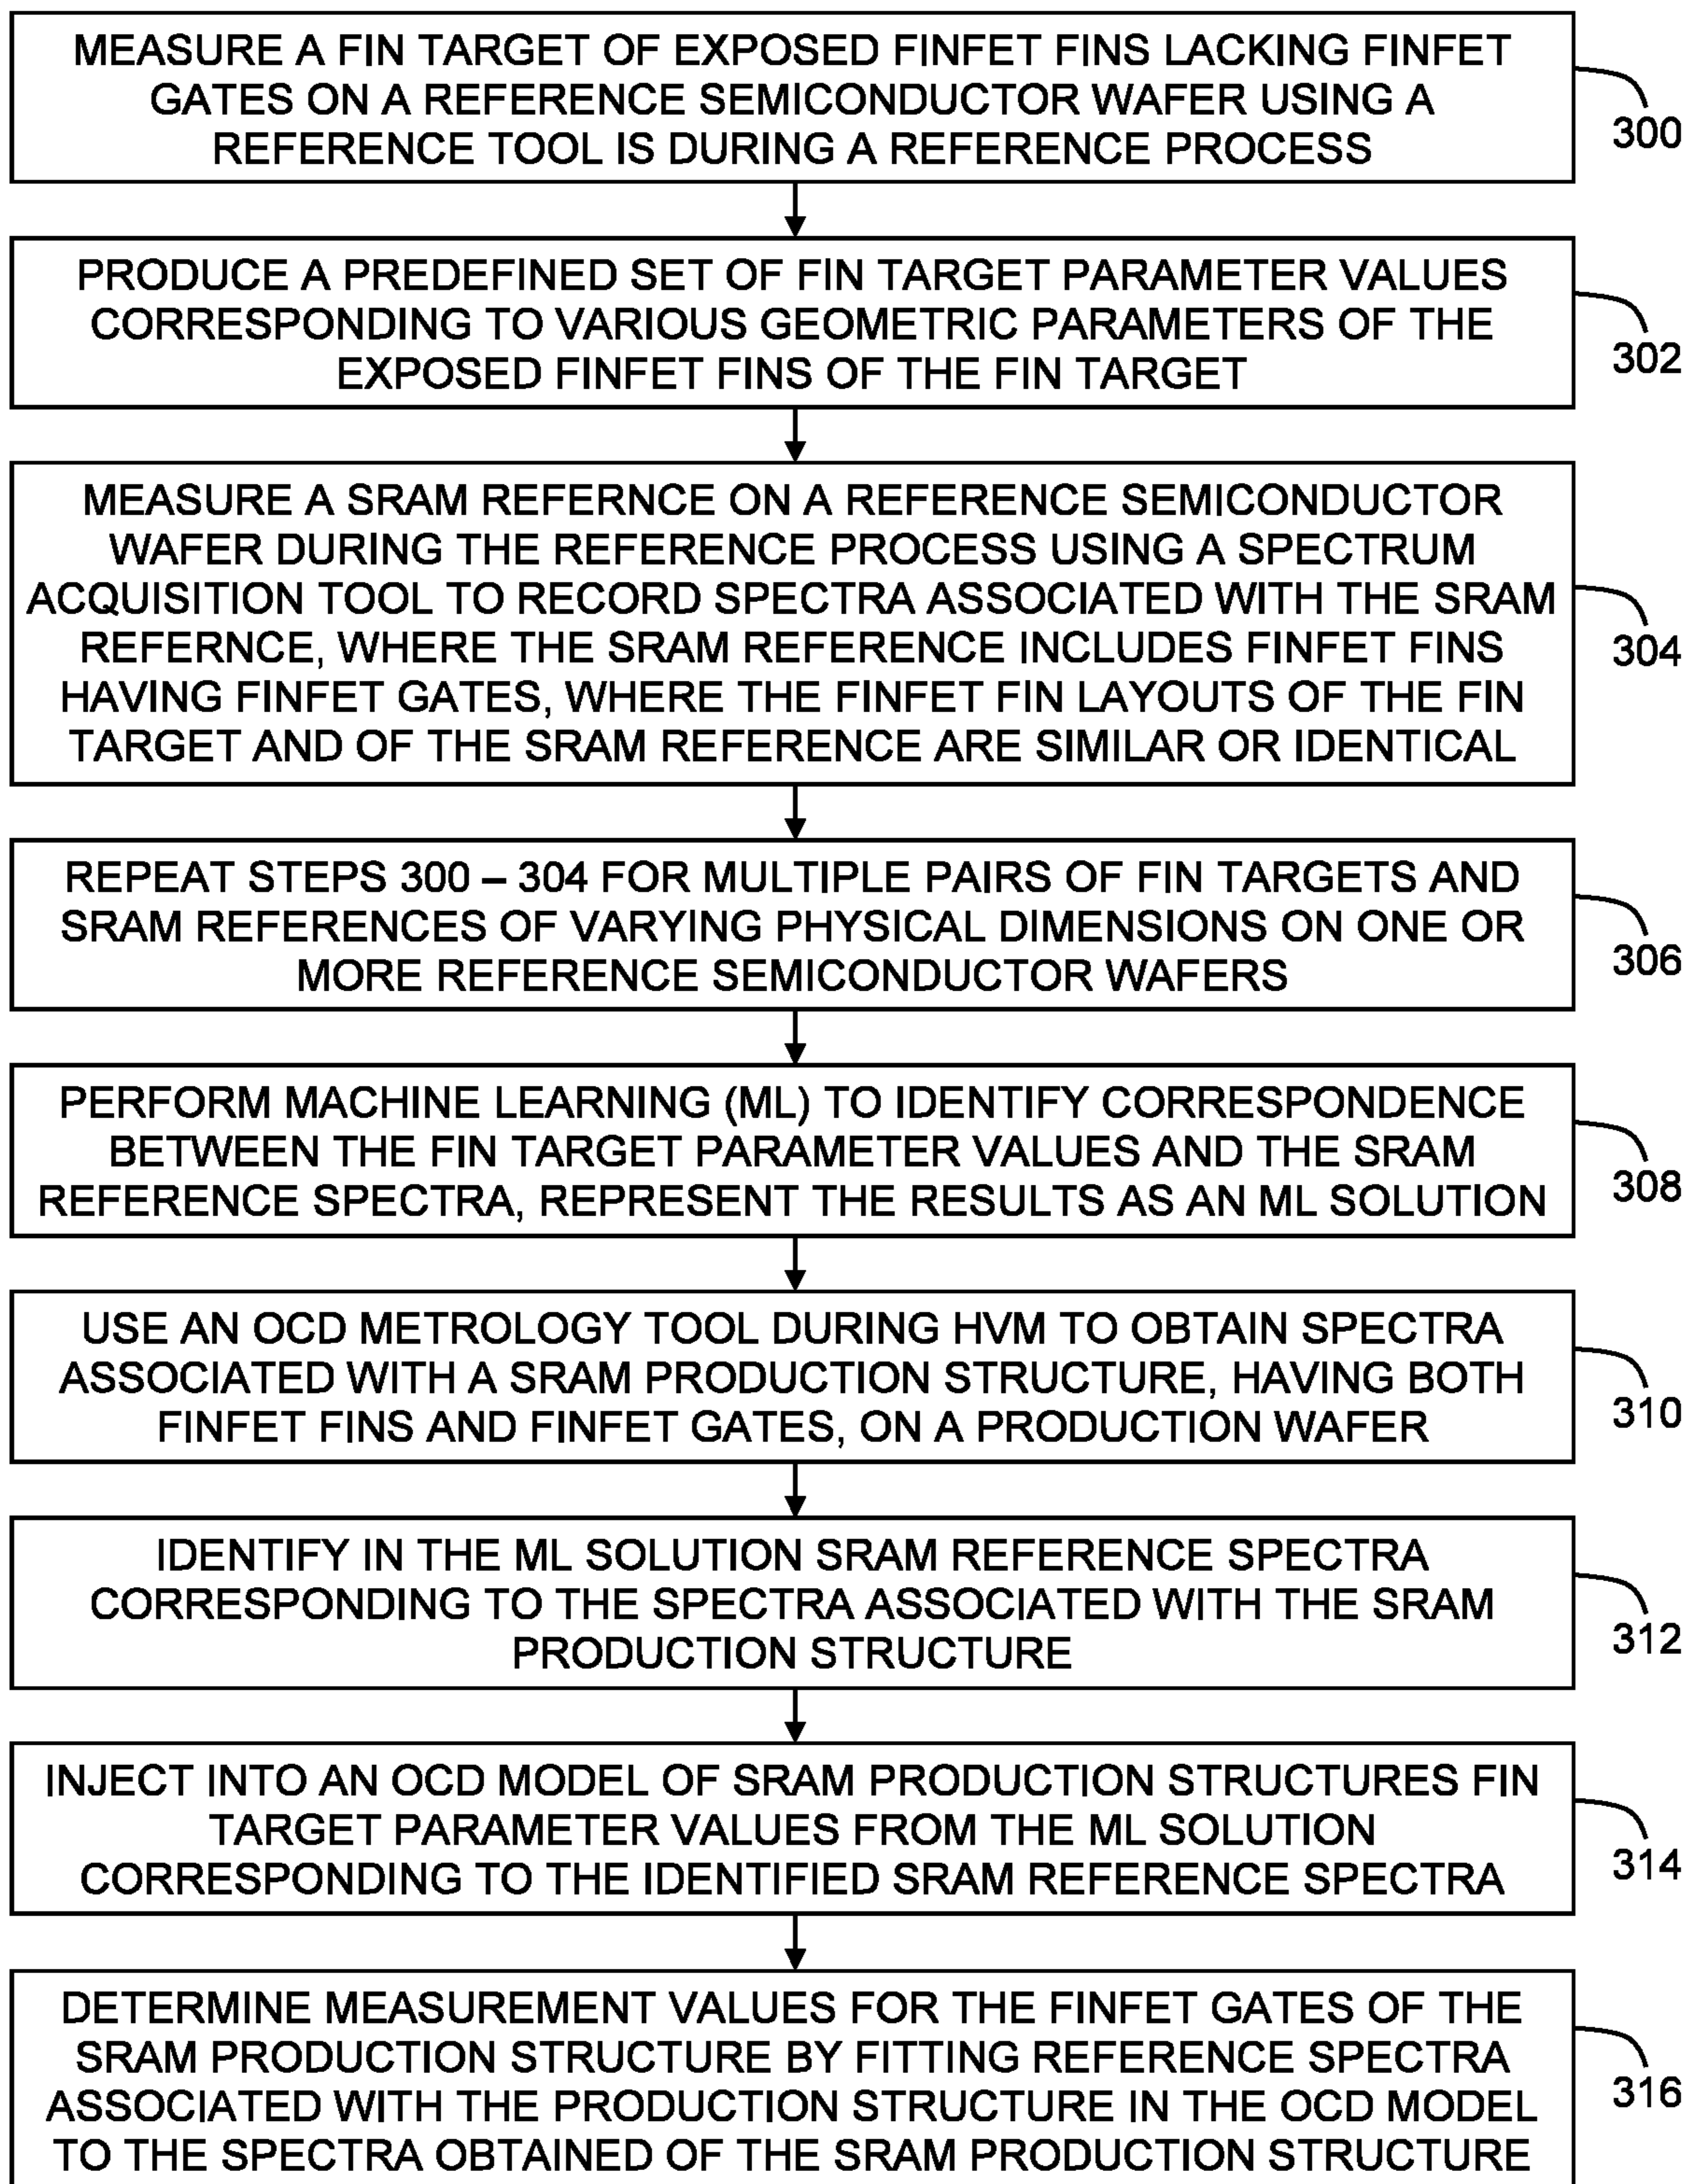 MEASURE A FIN TARGET OF EXPOSED FINFET FINS LACKING FINFET
GATES ON A REFERENCE SEMICONDUCTOR WAFER USING A
REFERENCE TOOL IS DURING A REFERENCE PROCESS
300
PRODUCE A PREDEFINED SET OF FIN TARGET PARAMETER VALUES
CORRESPONDING TO VARIOUS GEOMETRIC PARAMETERS OF THE
EXPOSED FINFET FINS OF THE FIN TARGET
302
MEASURE A SRAM REFERNCE ON A REFERENCE SEMICONDUCTOR
WAFER DURING THE REFERENCE PROCESS USING A SPECTRUM
ACQUISITION TOOL TO RECORD SPECTRA ASSOCIATED WITH THE SRAM
REFERNCE, WHERE THE SRAM REFERENCE INCLUDES FINFET FINS
HAVING FINFET GATES, WHERE THE FINFET FIN LAYOUTS OF THE FIN
TARGET AND OF THE SRAM REFERENCE ARE SIMILAR OR IDENTICAL
304
REPEAT STEPS 300 – 304 FOR MULTIPLE PAIRS OF FIN TARGETS AND
SRAM REFERENCES OF VARYING PHYSICAL DIMENSIONS ON ONE OR
MORE REFERENCE SEMICONDUCTOR WAFERS
306
PERFORM MACHINE LEARNING (ML) TO IDENTIFY CORRESPONDENCE
BETWEEN THE FIN TARGET PARAMETER VALUES AND THE SRAM
REFERENCE SPECTRA, REPRESENT THE RESULTS AS AN ML SOLUTION
308
USE AN OCD METROLOGY TOOL DURING HVM TO OBTAIN SPECTRA
ASSOCIATED WITH A SRAM PRODUCTION STRUCTURE, HAVING BOTH
FINFET FINS AND FINFET GATES, ON A PRODUCTION WAFER
310
IDENTIFY IN THE ML SOLUTION SRAM REFERENCE SPECTRA
CORRESPONDING TO THE SPECTRA ASSOCIATED WITH THE SRAM
PRODUCTION STRUCTURE
312
INJECT INTO AN OCD MODEL OF SRAM PRODUCTION STRUCTURES FIN
TARGET PARAMETER VALUES FROM THE ML SOLUTION
CORRESPONDING TO THE IDENTIFIED SRAM REFERENCE SPECTRA
314
DETERMINE MEASUREMENT VALUES FOR THE FINFET GATES OF THE
SRAM PRODUCTION STRUCTURE BY FITTING REFERENCE SPECTRA
ASSOCIATED WITH THE PRODUCTION STRUCTURE IN THE OCD MODEL
TO THE SPECTRA OBTAINED OF THE SRAM PRODUCTION STRUCTURE
316